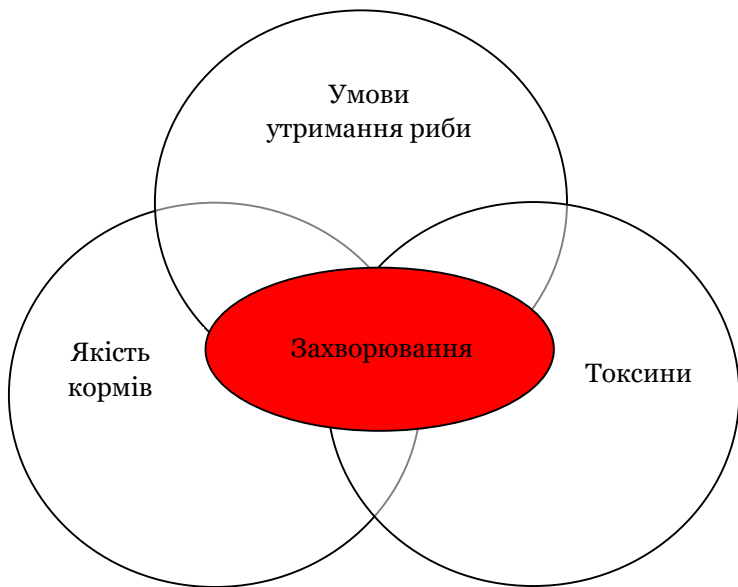 Умови
утримання риби
Захворювання
Якість
кормів
Токсини